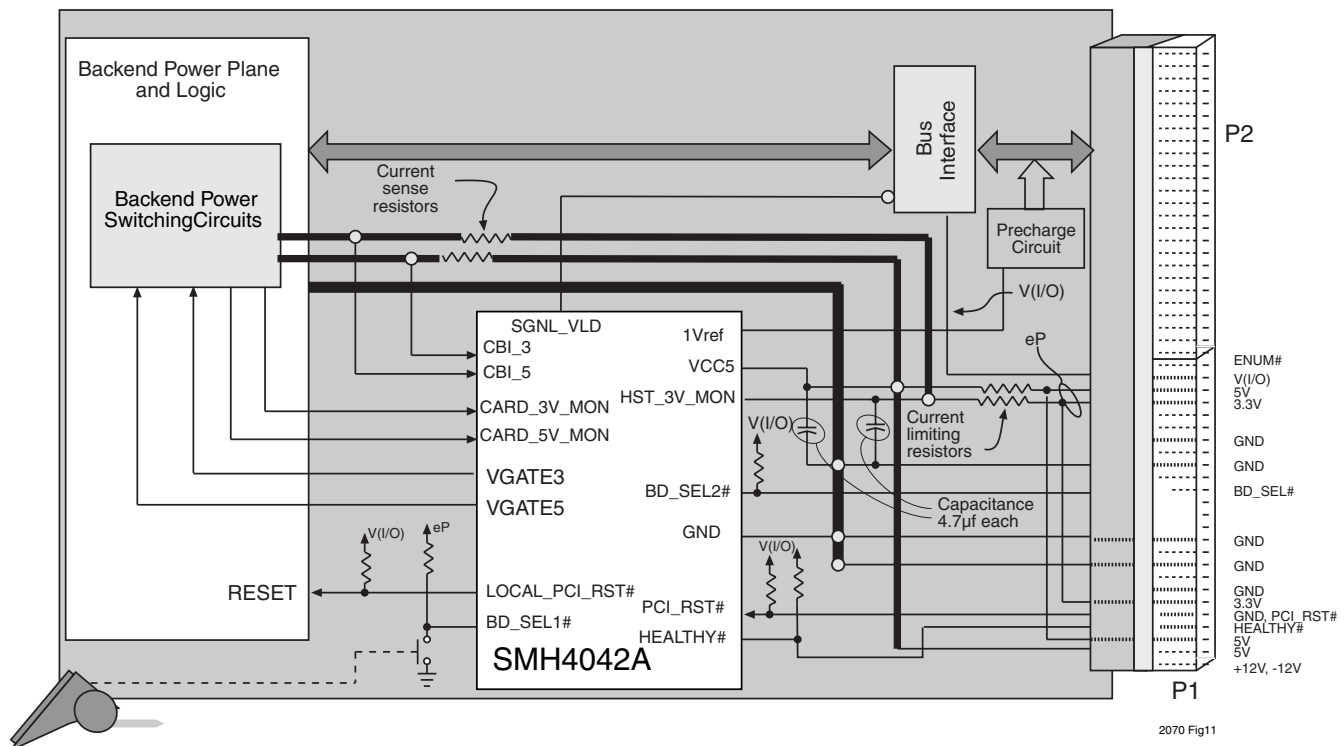 Backend Power Plane
and Logic
Backend Power
SwitchingCircuits
Current
sense
resistors
Bus
Interface
Precharge
Circuit
P2
V(I/O)
eP
SGNL_VLD
1Vref
CBI_3
CBI_5
VCC5
HST_3V_MON
CARD_3V_MON
CARD_5V_MON
VGATE3
VGATE5
BD_SEL2#
GND
LOCAL_PCI_RST#
BD_SEL1#
PCI_RST#
HEALTHY#
SMH4042A
V(I/O)
Current
limiting
resistors
Capacitance
4.7µf each
V(I/O)
eP
V(I/O)
RESET
ENUM#
V(I/O)
5V
3.3V
GND
GND
BD_SEL#
GND
GND
GND
3.3V
GND, PCI_RST#
HEALTHY#
5V
5V
+12V, -12V
P1
2070 Fig11